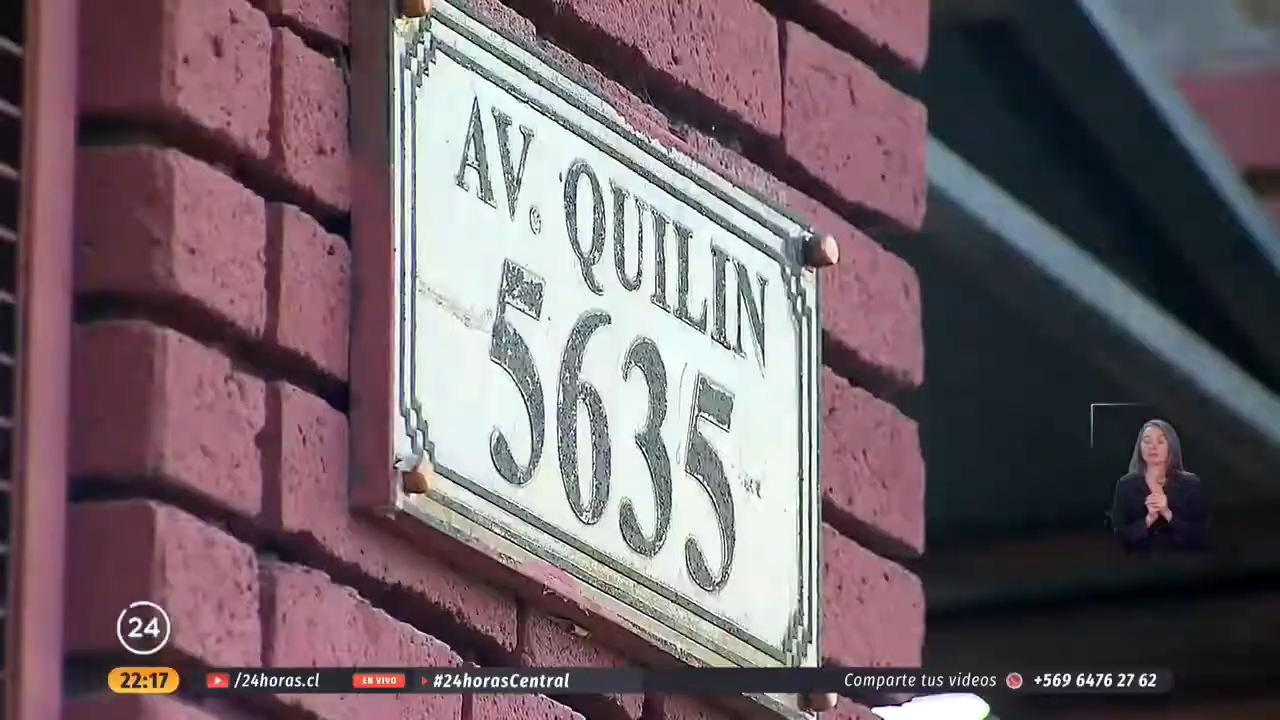 AV. QUILIN
5635
24
22:17
/24horas.cl
EN VIVO
#24horasCentral
Comparte tus videos
+569 6476 27 62